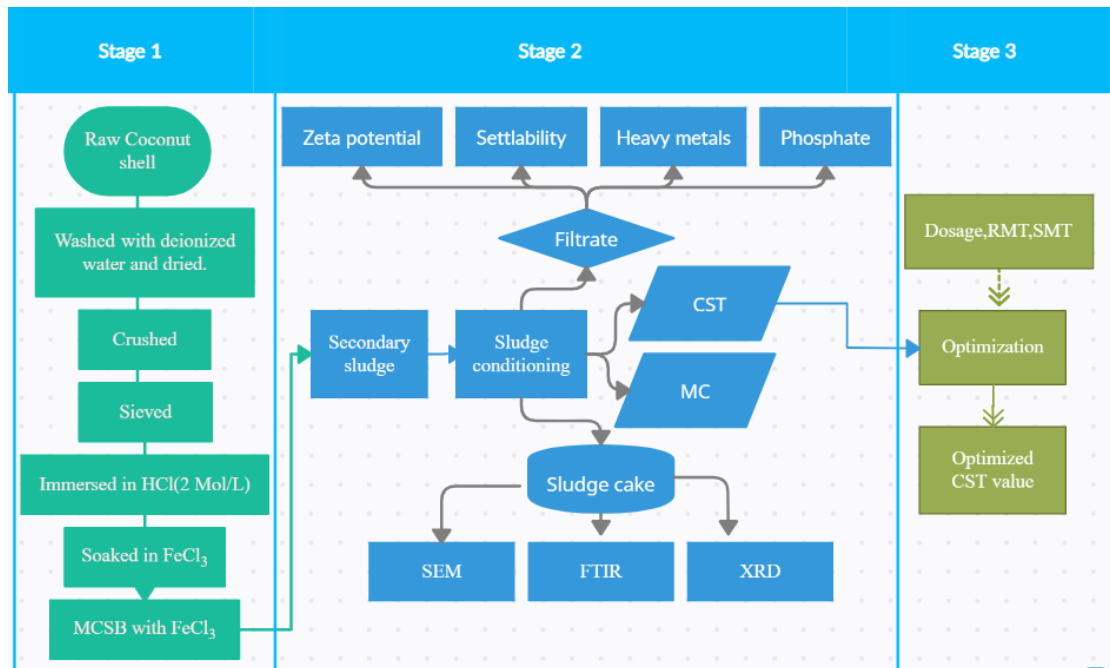 Stage 1
Stage 2
Stage 3
Raw Coconut
shell
Washed with deionized
water and dried.
Crushed
Sieved
Immersed in HCl(2 Mol/L)
Soaked in FeCl₃
MCSB with FeCl₃
Zeta potential
Settlability
Heavy metals
Phosphate
Filtrate
Secondary
sludge
Sludge
conditioning
CST
MC
Sludge cake
SEM
FTIR
XRD
Dosage,RMT,SMT
Optimization
Optimized
CST value